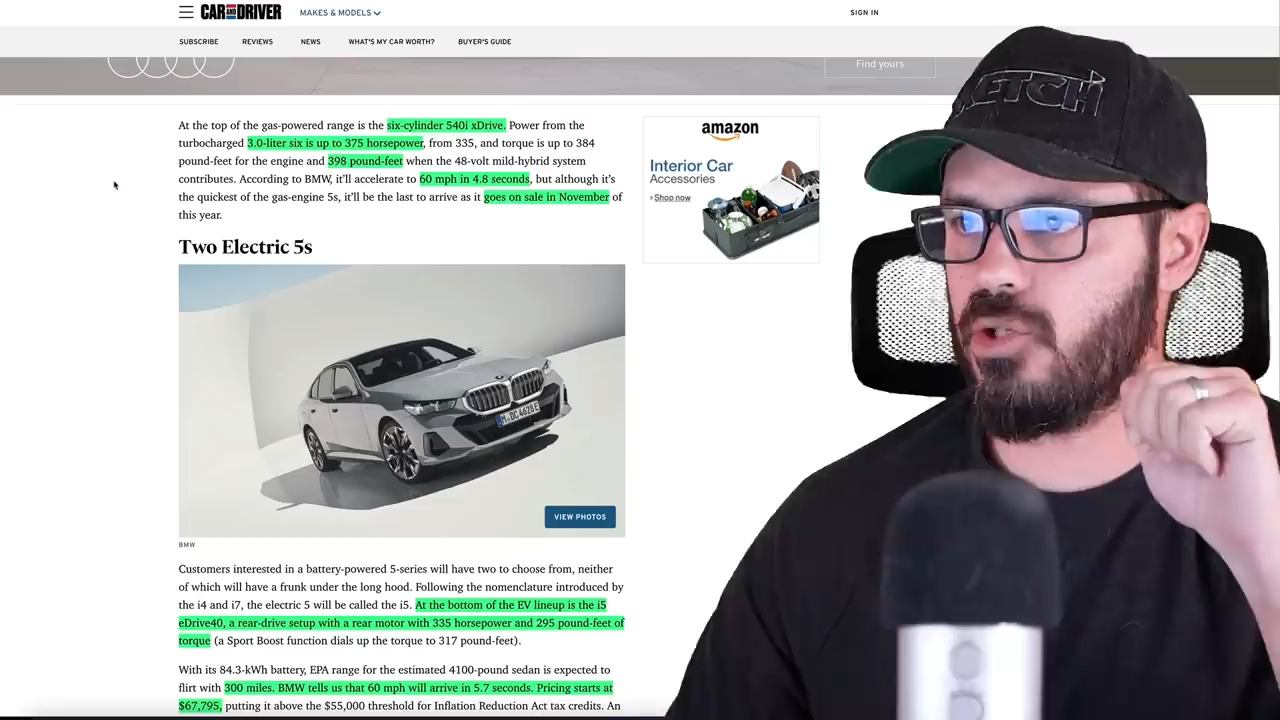 CAR AND DRIVER
MAKES & MODELS
SIGN IN
SUBSCRIBE
REVIEWS
NEWS
WHAT'S MY CAR WORTH?
BUYER'S GUIDE
Find yours
At the top of the gas-powered range is the six-cylinder 540i xDrive. Power from the
turbocharged 3.0-liter six is up to 375 horsepower, from 335, and torque is up to 384
pound-feet for the engine and 398 pound-feet when the 48-volt mild-hybrid system
contributes. According to BMW, it'll accelerate to 60 mph in 4.8 seconds, but although it's
the quickest of the gas-engine 5s, it'll be the last to arrive as it goes on sale in November of
this year.
amazon
Interior Car
Accessories
› Shop now
Two Electric 5s
VIEW PHOTOS
BMW
Customers interested in a battery-powered 5-series will have two to choose from, neither
of which will have a frunk under the long hood. Following the nomenclature introduced by
the i4 and i7, the electric 5 will be called the i5. At the bottom of the EV lineup is the i5
eDrive40, a rear-drive setup with a rear motor with 335 horsepower and 295 pound-feet of
torque (a Sport Boost function dials up the torque to 317 pound-feet).
With its 84.3-kWh battery, EPA range for the estimated 4100-pound sedan is expected to
flirt with 300 miles. BMW tells us that 60 mph will arrive in 5.7 seconds. Pricing starts at
$67,795, putting it above the $55,000 threshold for Inflation Reduction Act tax credits. An